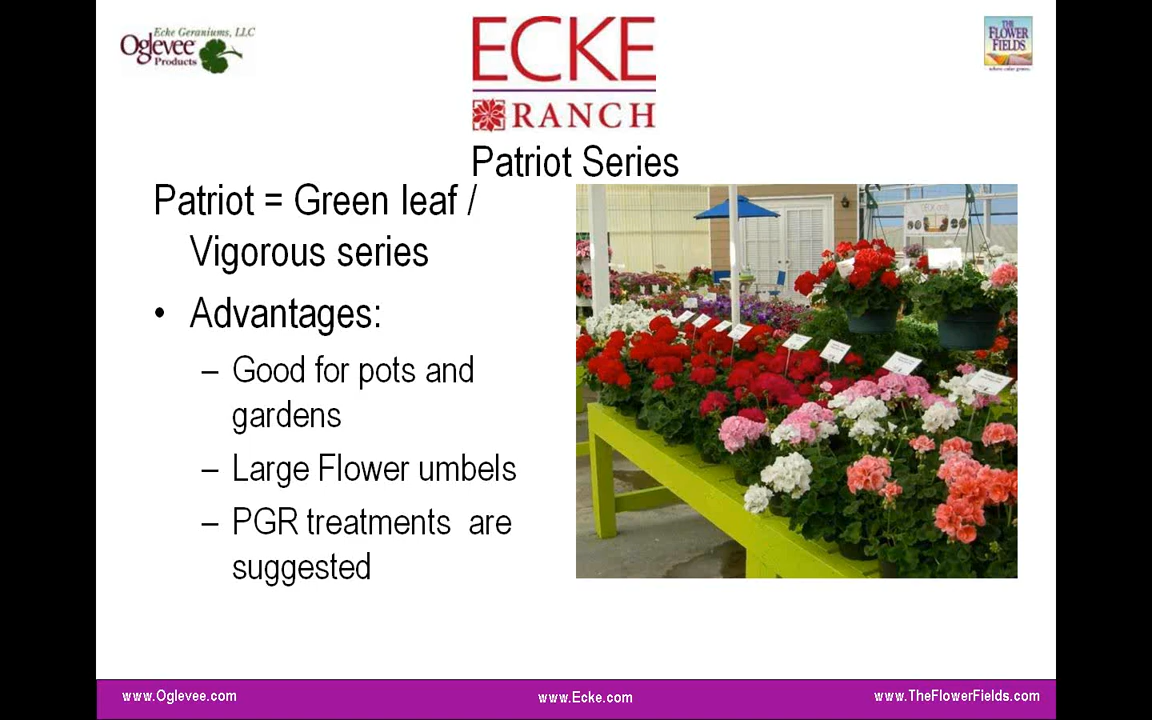 Ecke Geraniums, LLC
Oglevee
Products
ECKE
RANCH
THE
FLOWER
FIELDS
Patriot Series
Patriot = Green leaf /
Vigorous series
• Advantages:
– Good for pots and
gardens
– Large Flower umbels
– PGR treatments are
suggested
www.Oglevee.com
www.Ecke.com
www.TheFlowerFields.com